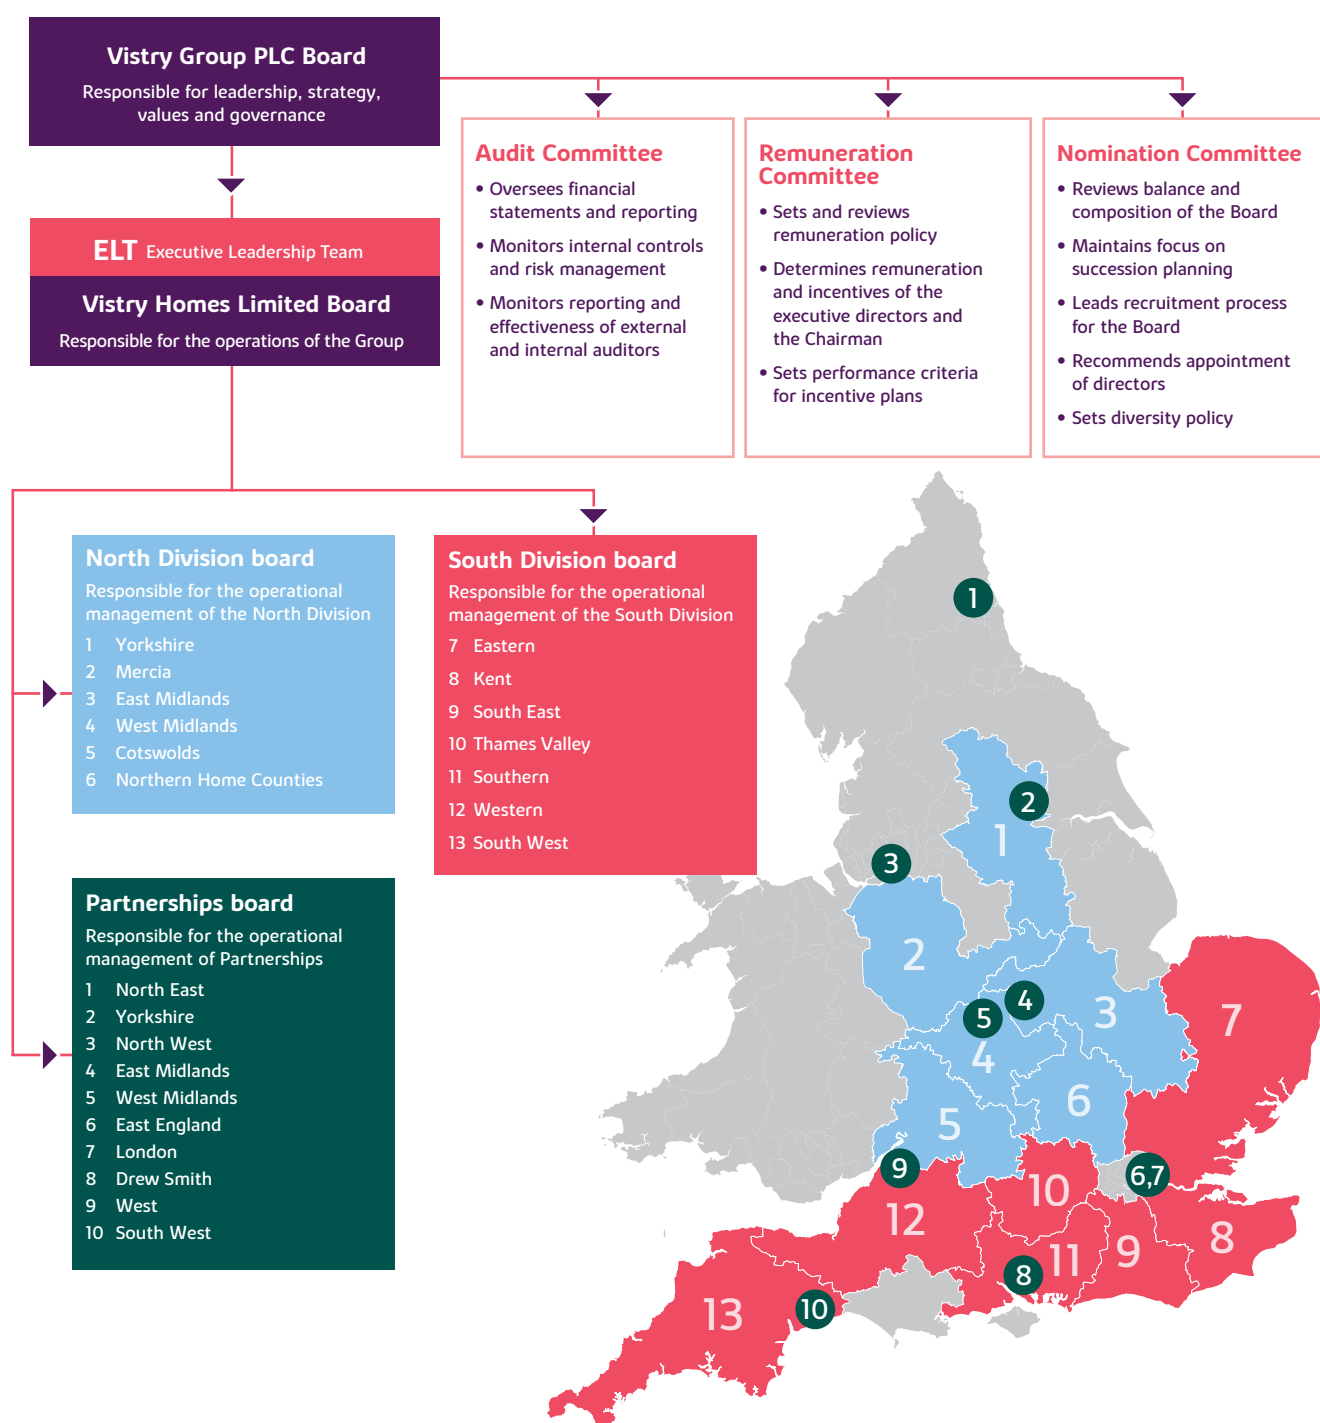 Vistry Group PLC Board
Responsible for leadership, strategy,
values and governance
ELT Executive Leadership Team
Vistry Homes Limited Board
Responsible for the operations of the Group
Audit Committee
• Oversees financial
statements and reporting
• Monitors internal controls
and risk management
• Monitors reporting and
effectiveness of external
and internal auditors
Remuneration
Committee
• Sets and reviews
remuneration policy
• Determines remuneration
and incentives of the
executive directors and
the Chairman
• Sets performance criteria
for incentive plans
Nomination Committee
• Reviews balance and
composition of the Board
• Maintains focus on
succession planning
• Leads recruitment process
for the Board
• Recommends appointment
of directors
• Sets diversity policy
North Division board
Responsible for the operational
management of the North Division
1 Yorkshire
2 Mercia
3 East Midlands
4 West Midlands
5 Cotswolds
6 Northern Home Counties
South Division board
Responsible for the operational
management of the South Division
7 Eastern
8 Kent
9 South East
10 Thames Valley
11 Southern
12 Western
13 South West
Partnerships board
Responsible for the operational
management of Partnerships
1 North East
2 Yorkshire
3 North West
4 East Midlands
5 West Midlands
6 East England
7 London
8 Drew Smith
9 West
10 South West
1
2
1
3
2
4
5
3
7
4
6
5
9
6,7
10
12
8
9
11
8
10
13